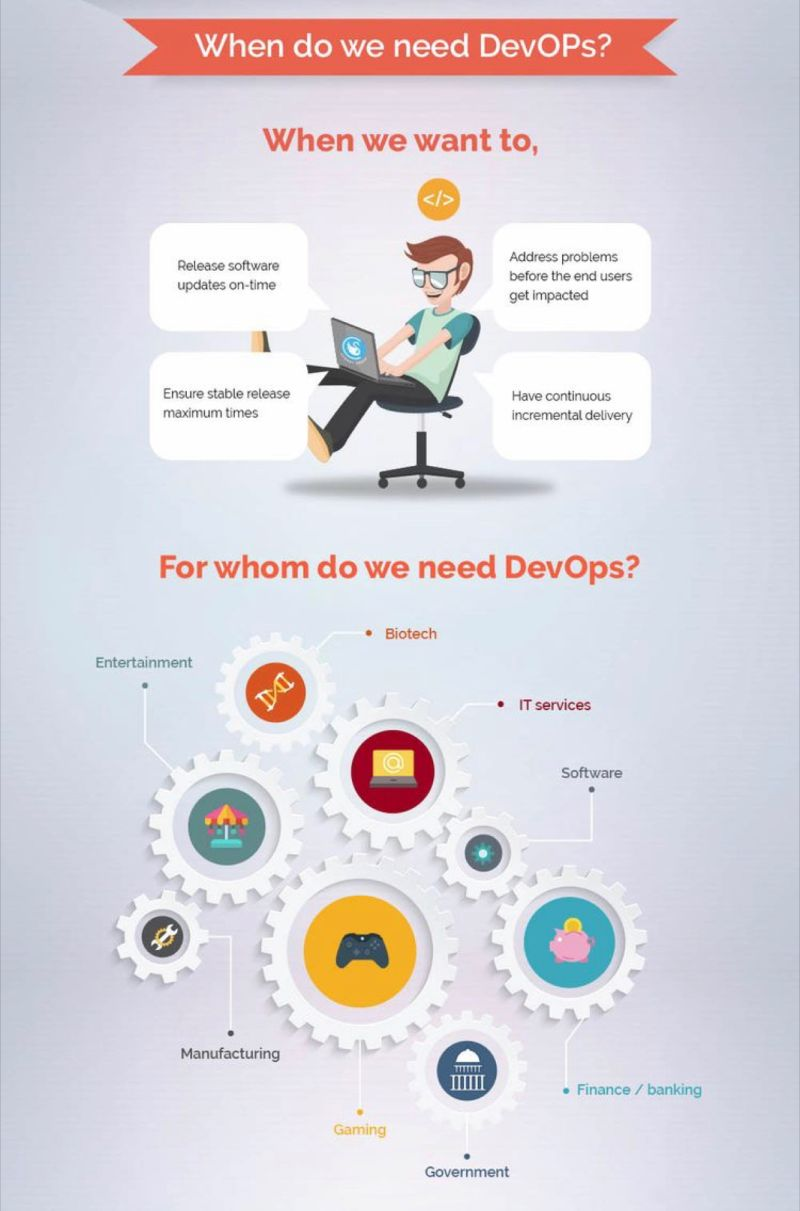 When do we need DevOPs?
When we want to,
</>
Release software
updates on-time
Address problems
before the end users
get impacted
Ensure stable release
maximum times
Have continuous
incremental delivery
For whom do we need DevOps?
Biotech
Entertainment
IT services
@
Software
Manufacturing
Finance / banking
Gaming
Government